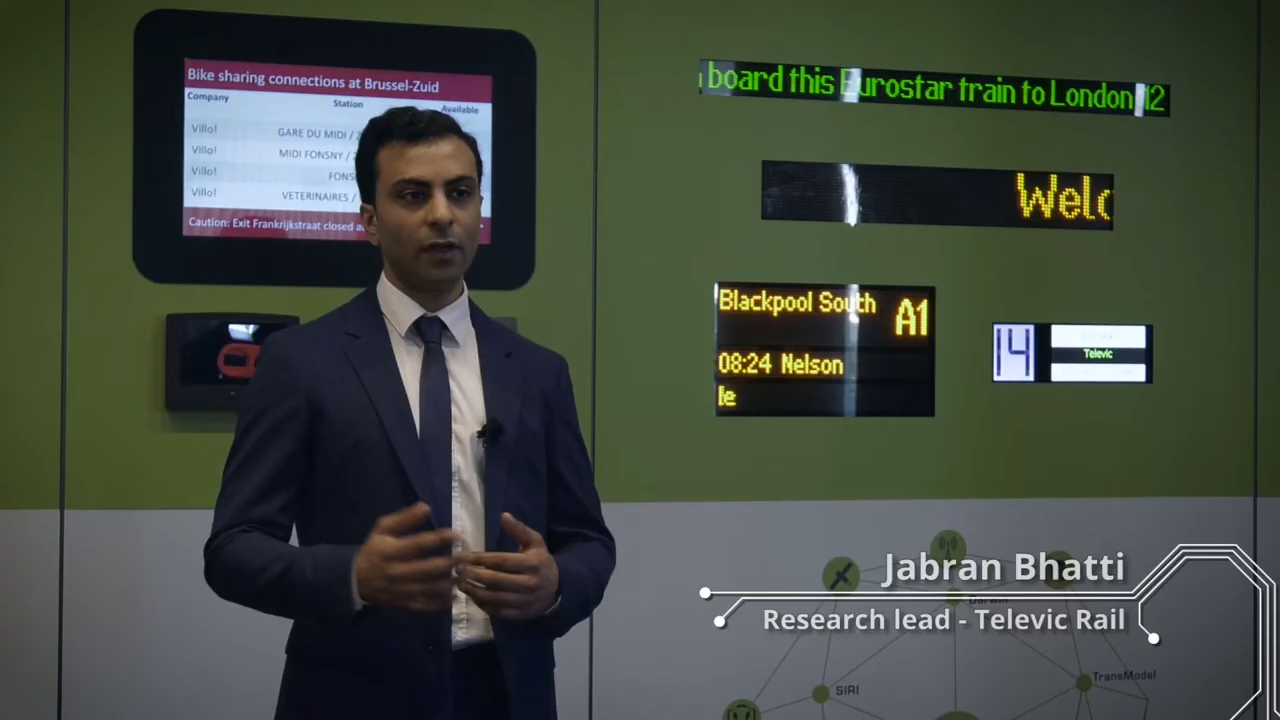 Bike sharing connections at Brussel-Zuid
Company Station Available
Villo! GARE DU MIDI /
Villo! MIDI FONSNY /
Villo! FONS
Villo! VETERINAIRES /
Caution: Exit Frankrijkstraat closed
board this Eurostar train to London 12
Welc
Blackpool South A1
08:24 Nelson
le
14
Televic
Jabran Bhatti
Research lead - Televic Rail
SIRI
TransModel